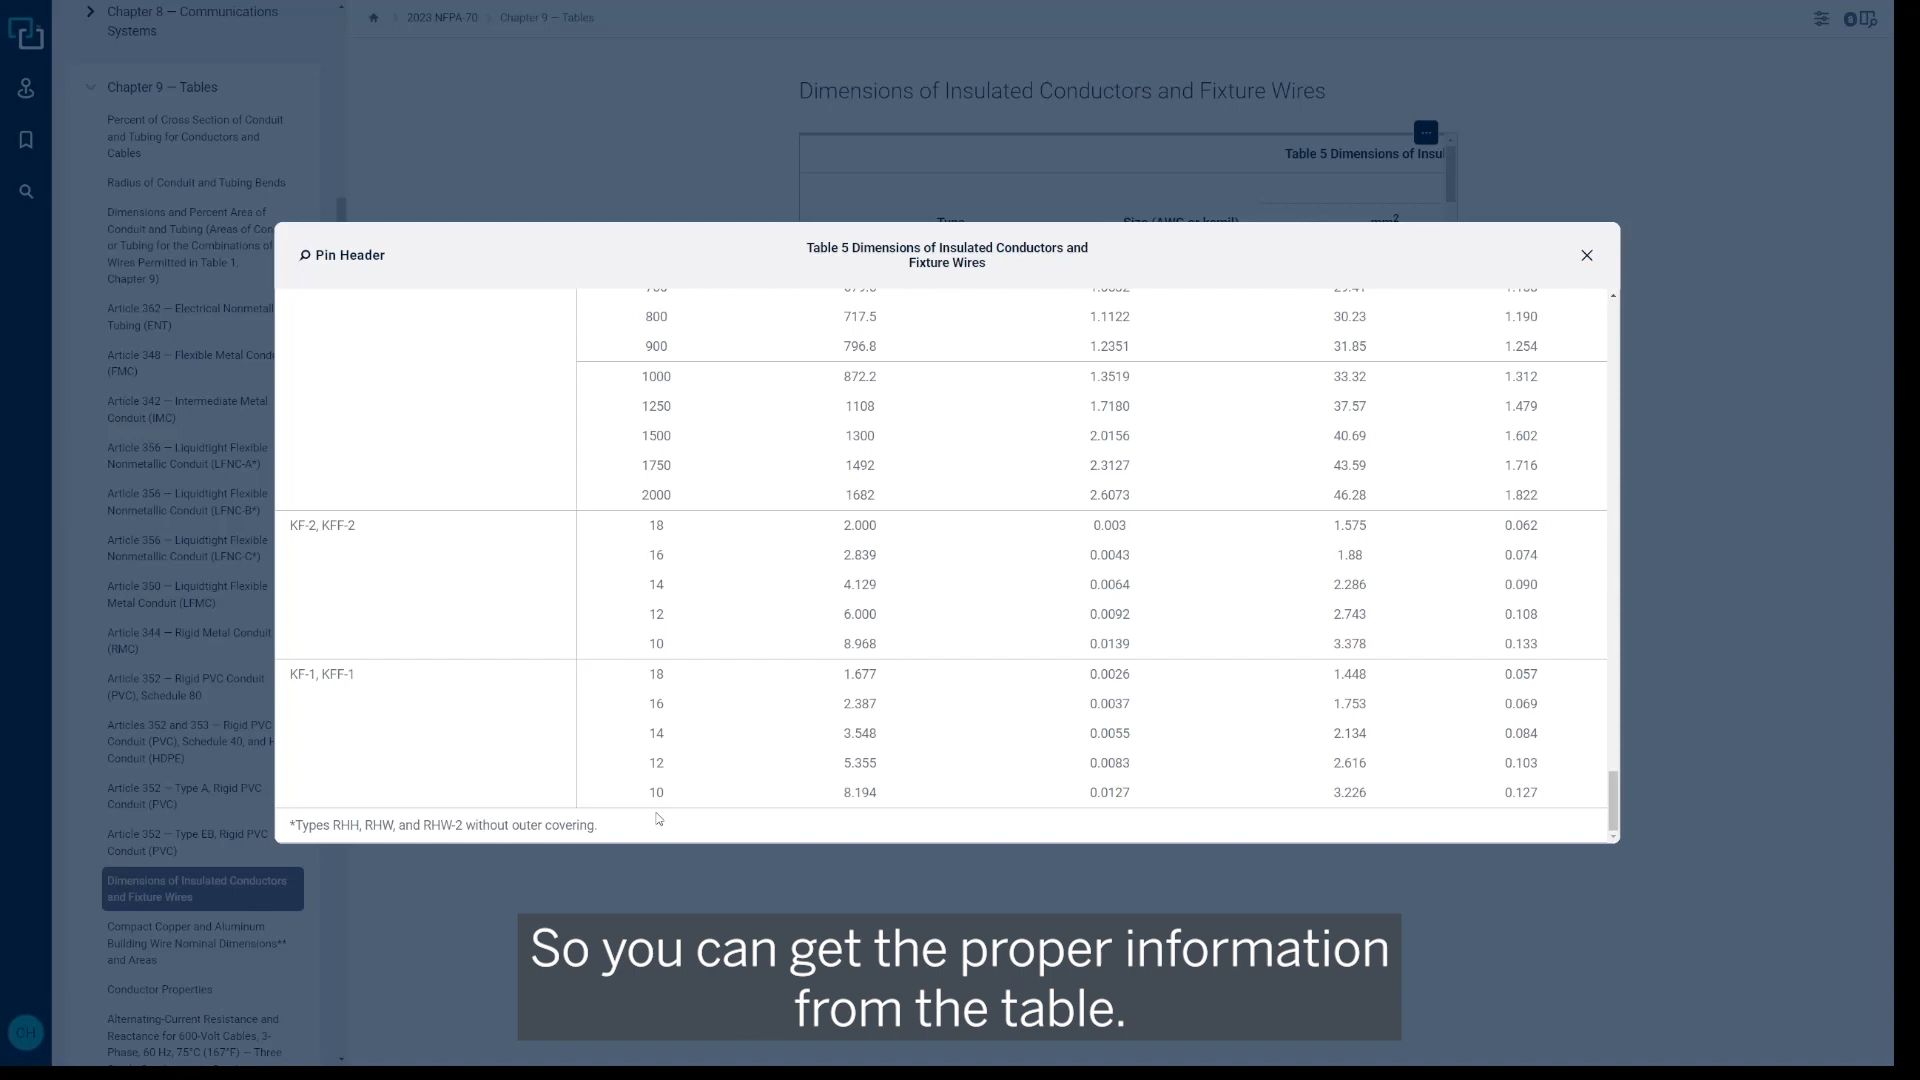 Chapter 8 — Communications
Systems
2023 NFPA-70
Chapter 9 — Tables
Chapter 9 — Tables
Percent of Cross Section of Conduit
and Tubing for Conductors and
Cables
Radius of Conduit and Tubing Bends
Dimensions and Percent Area of
Conduit and Tubing (Areas of Con
or Tubing for the Combinations of
Wires Permitted in Table 1,
Chapter 9)
Article 362 — Electrical Nonmetall
Tubing (ENT)
Article 348 — Flexible Metal Condu
(FMC)
Article 342 — Intermediate Metal
Conduit (IMC)
Article 356 — Liquidtight Flexible
Nonmetallic Conduit (LFNC-A*)
Article 356 — Liquidtight Flexible
Nonmetallic Conduit (LFNC-B*)
Article 356 — Liquidtight Flexible
Nonmetallic Conduit (LFNC-C*)
Article 350 — Liquidtight Flexible
Metal Conduit (LFMC)
Article 344 — Rigid Metal Conduit
(RMC)
Article 352 — Rigid PVC Conduit
(PVC), Schedule 80
Articles 352 and 353 — Rigid PVC
Conduit (PVC), Schedule 40, and H
Conduit (HDPE)
Article 352 — Type A, Rigid PVC
Conduit (PVC)
Article 352 — Type EB, Rigid PVC
Conduit (PVC)
Dimensions of Insulated Conductors
and Fixture Wires
Compact Copper and Aluminum
Building Wire Nominal Dimensions**
and Areas
Conductor Properties
Alternating-Current Resistance and
Reactance for 600-Volt Cables, 3-
Phase, 60 Hz, 75°C (167°F) — Three
CH
Dimensions of Insulated Conductors and Fixture Wires
Table 5 Dimensions of Insul
Type Size (AWG or kcmil) mm2
Pin Header
Table 5 Dimensions of Insulated Conductors and
Fixture Wires
800 717.5 1.1122 30.23 1.190
900 796.8 1.2351 31.85 1.254
1000 872.2 1.3519 33.32 1.312
1250 1108 1.7180 37.57 1.479
1500 1300 2.0156 40.69 1.602
1750 1492 2.3127 43.59 1.716
2000 1682 2.6073 46.28 1.822
KF-2, KFF-2 18 2.000 0.003 1.575 0.062
16 2.839 0.0043 1.88 0.074
14 4.129 0.0064 2.286 0.090
12 6.000 0.0092 2.743 0.108
10 8.968 0.0139 3.378 0.133
KF-1, KFF-1 18 1.677 0.0026 1.448 0.057
16 2.387 0.0037 1.753 0.069
14 3.548 0.0055 2.134 0.084
12 5.355 0.0083 2.616 0.103
10 8.194 0.0127 3.226 0.127
*Types RHH, RHW, and RHW-2 without outer covering.
So you can get the proper information
from the table.